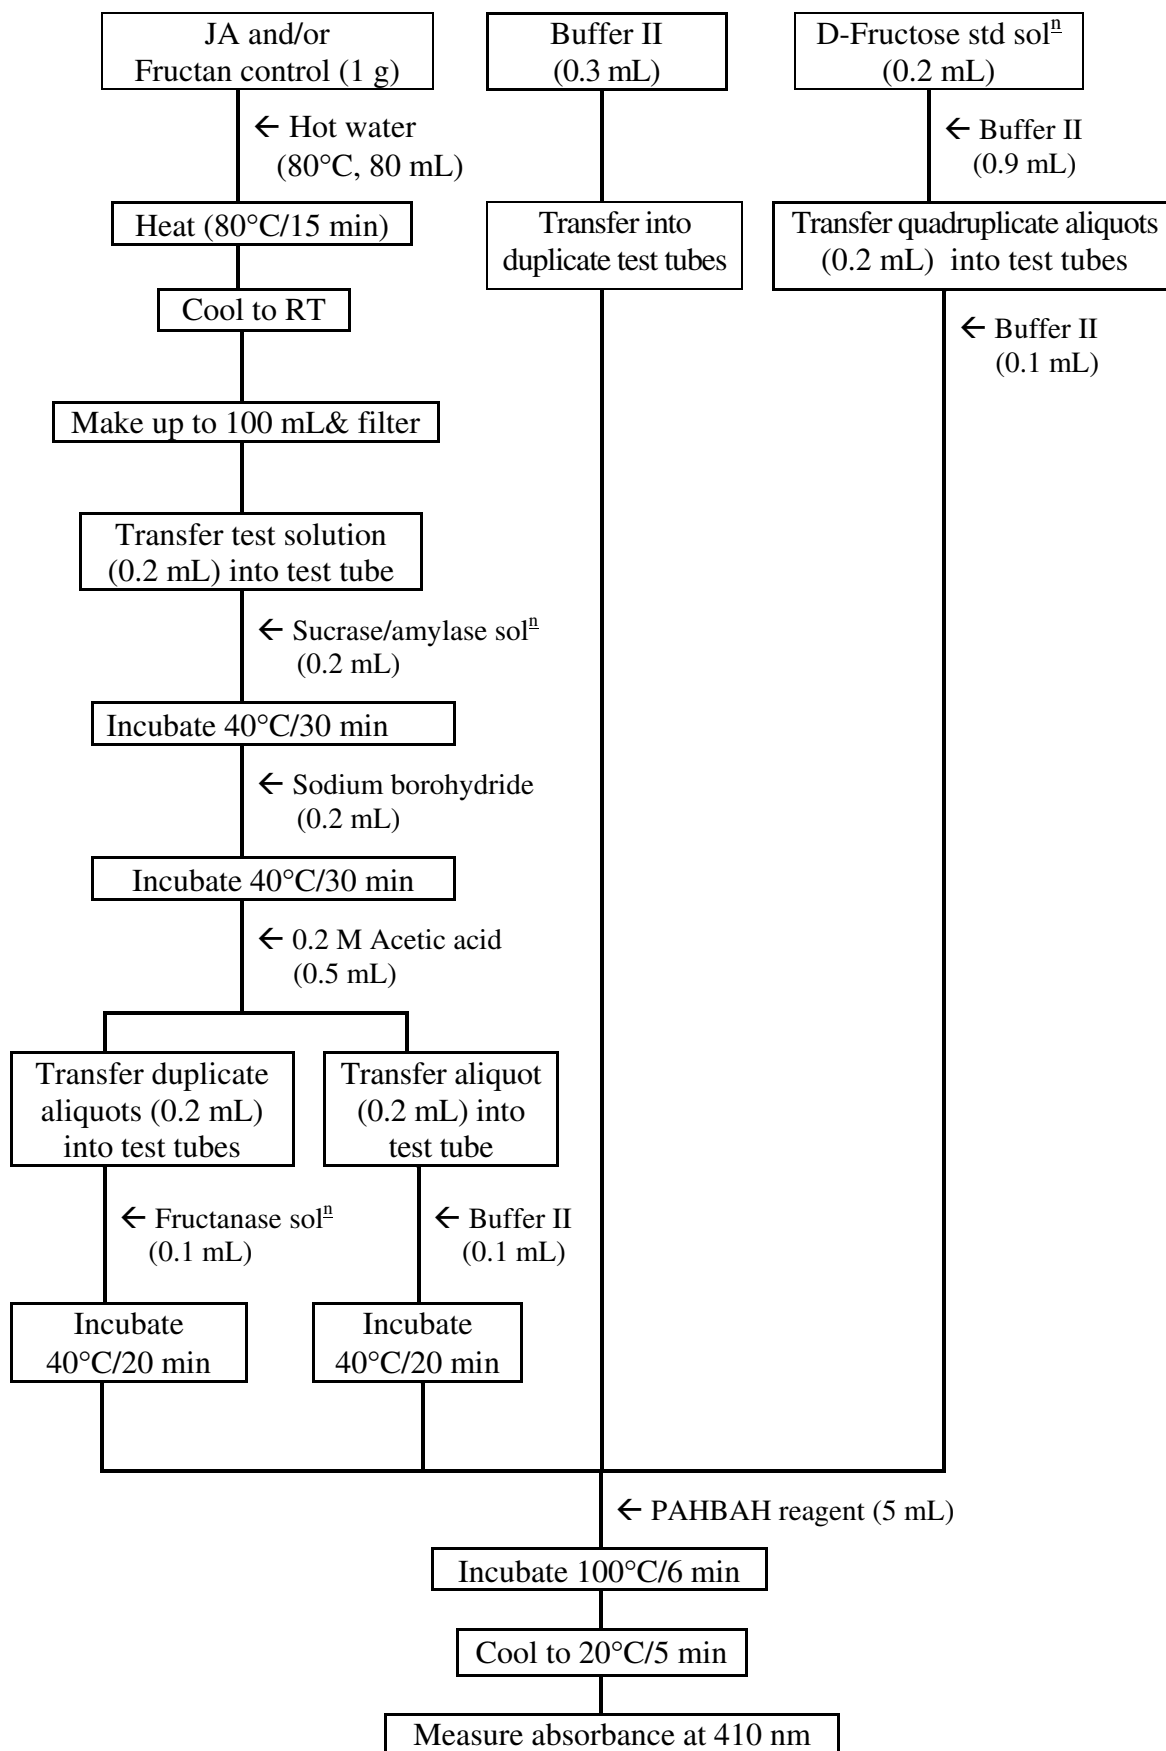 JA and/or
Fructan control (1 g)
Buffer II
(0.3 mL)
D-Fructose std solⁿ
(0.2 mL)
← Hot water
(80°C, 80 mL)
← Buffer II
(0.9 mL)
Heat (80°C/15 min)
Transfer into
duplicate test tubes
Transfer quadruplicate aliquots
(0.2 mL) into test tubes
Cool to RT
← Buffer II
(0.1 mL)
Make up to 100 mL& filter
Transfer test solution
(0.2 mL) into test tube
← Sucrase/amylase solⁿ
(0.2 mL)
Incubate 40°C/30 min
← Sodium borohydride
(0.2 mL)
Incubate 40°C/30 min
← 0.2 M Acetic acid
(0.5 mL)
Transfer duplicate
aliquots (0.2 mL)
into test tubes
Transfer aliquot
(0.2 mL) into
test tube
← Fructanase solⁿ
(0.1 mL)
← Buffer II
(0.1 mL)
Incubate
40°C/20 min
Incubate
40°C/20 min
← PAHBAH reagent (5 mL)
Incubate 100°C/6 min
Cool to 20°C/5 min
Measure absorbance at 410 nm